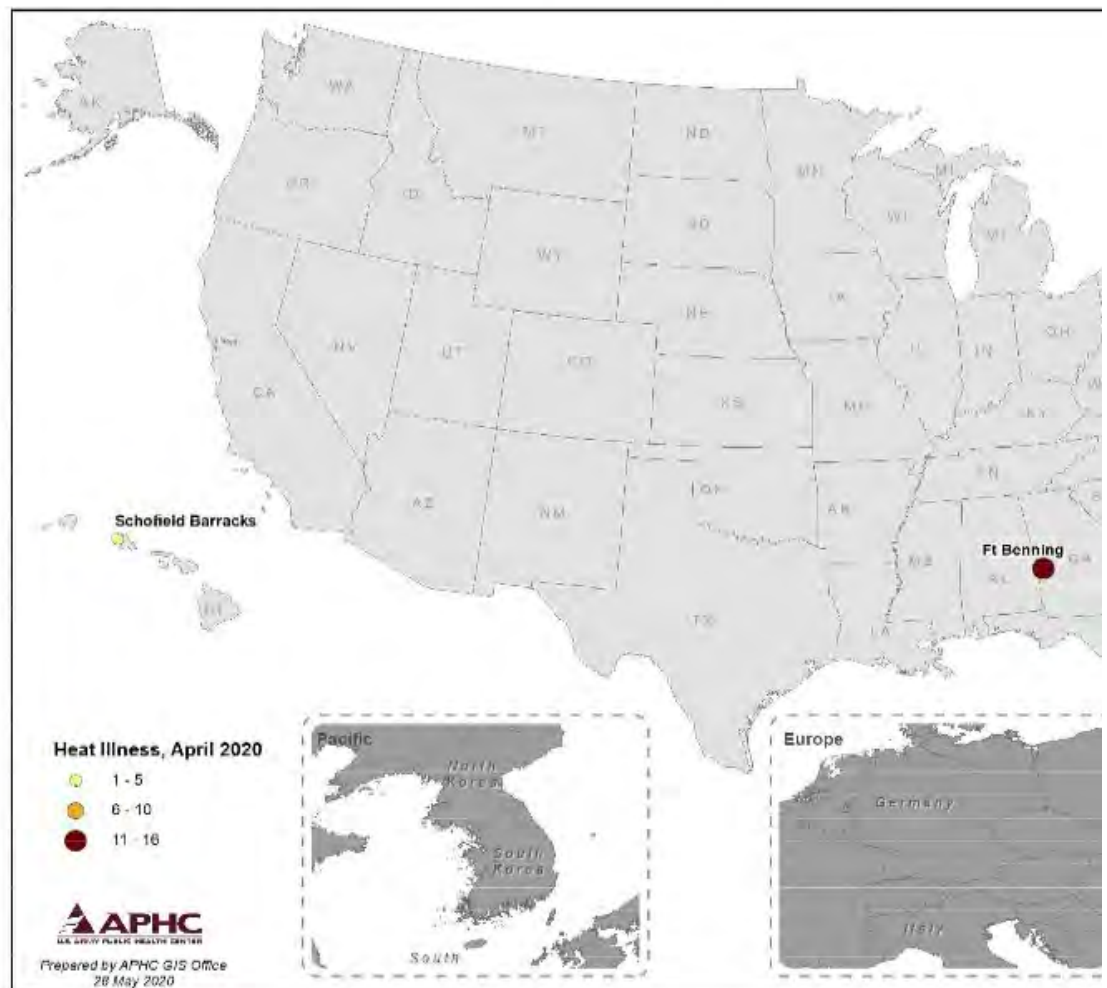 AK
WA
MT
ND
MN
OR
ID
WY
SD
WI
MI
MI
NE
IA
NV
UT
CO
CA
KS
MO
IL
IN
OH
W
KY
AZ
NM
OK
AR
TN
S
Schofield Barracks
HI
TX
LA
MS
AL
GA
Ft Benning
Heat Illness, April 2020
1 - 5
6 - 10
11 - 16
APHC
U.S. ARMY PUBLIC HEALTH CENTER
Prepared by APHC GIS Office
28 May 2020
Pacific
North
Korea
South
Korea
South
Europe
Germany
Italy